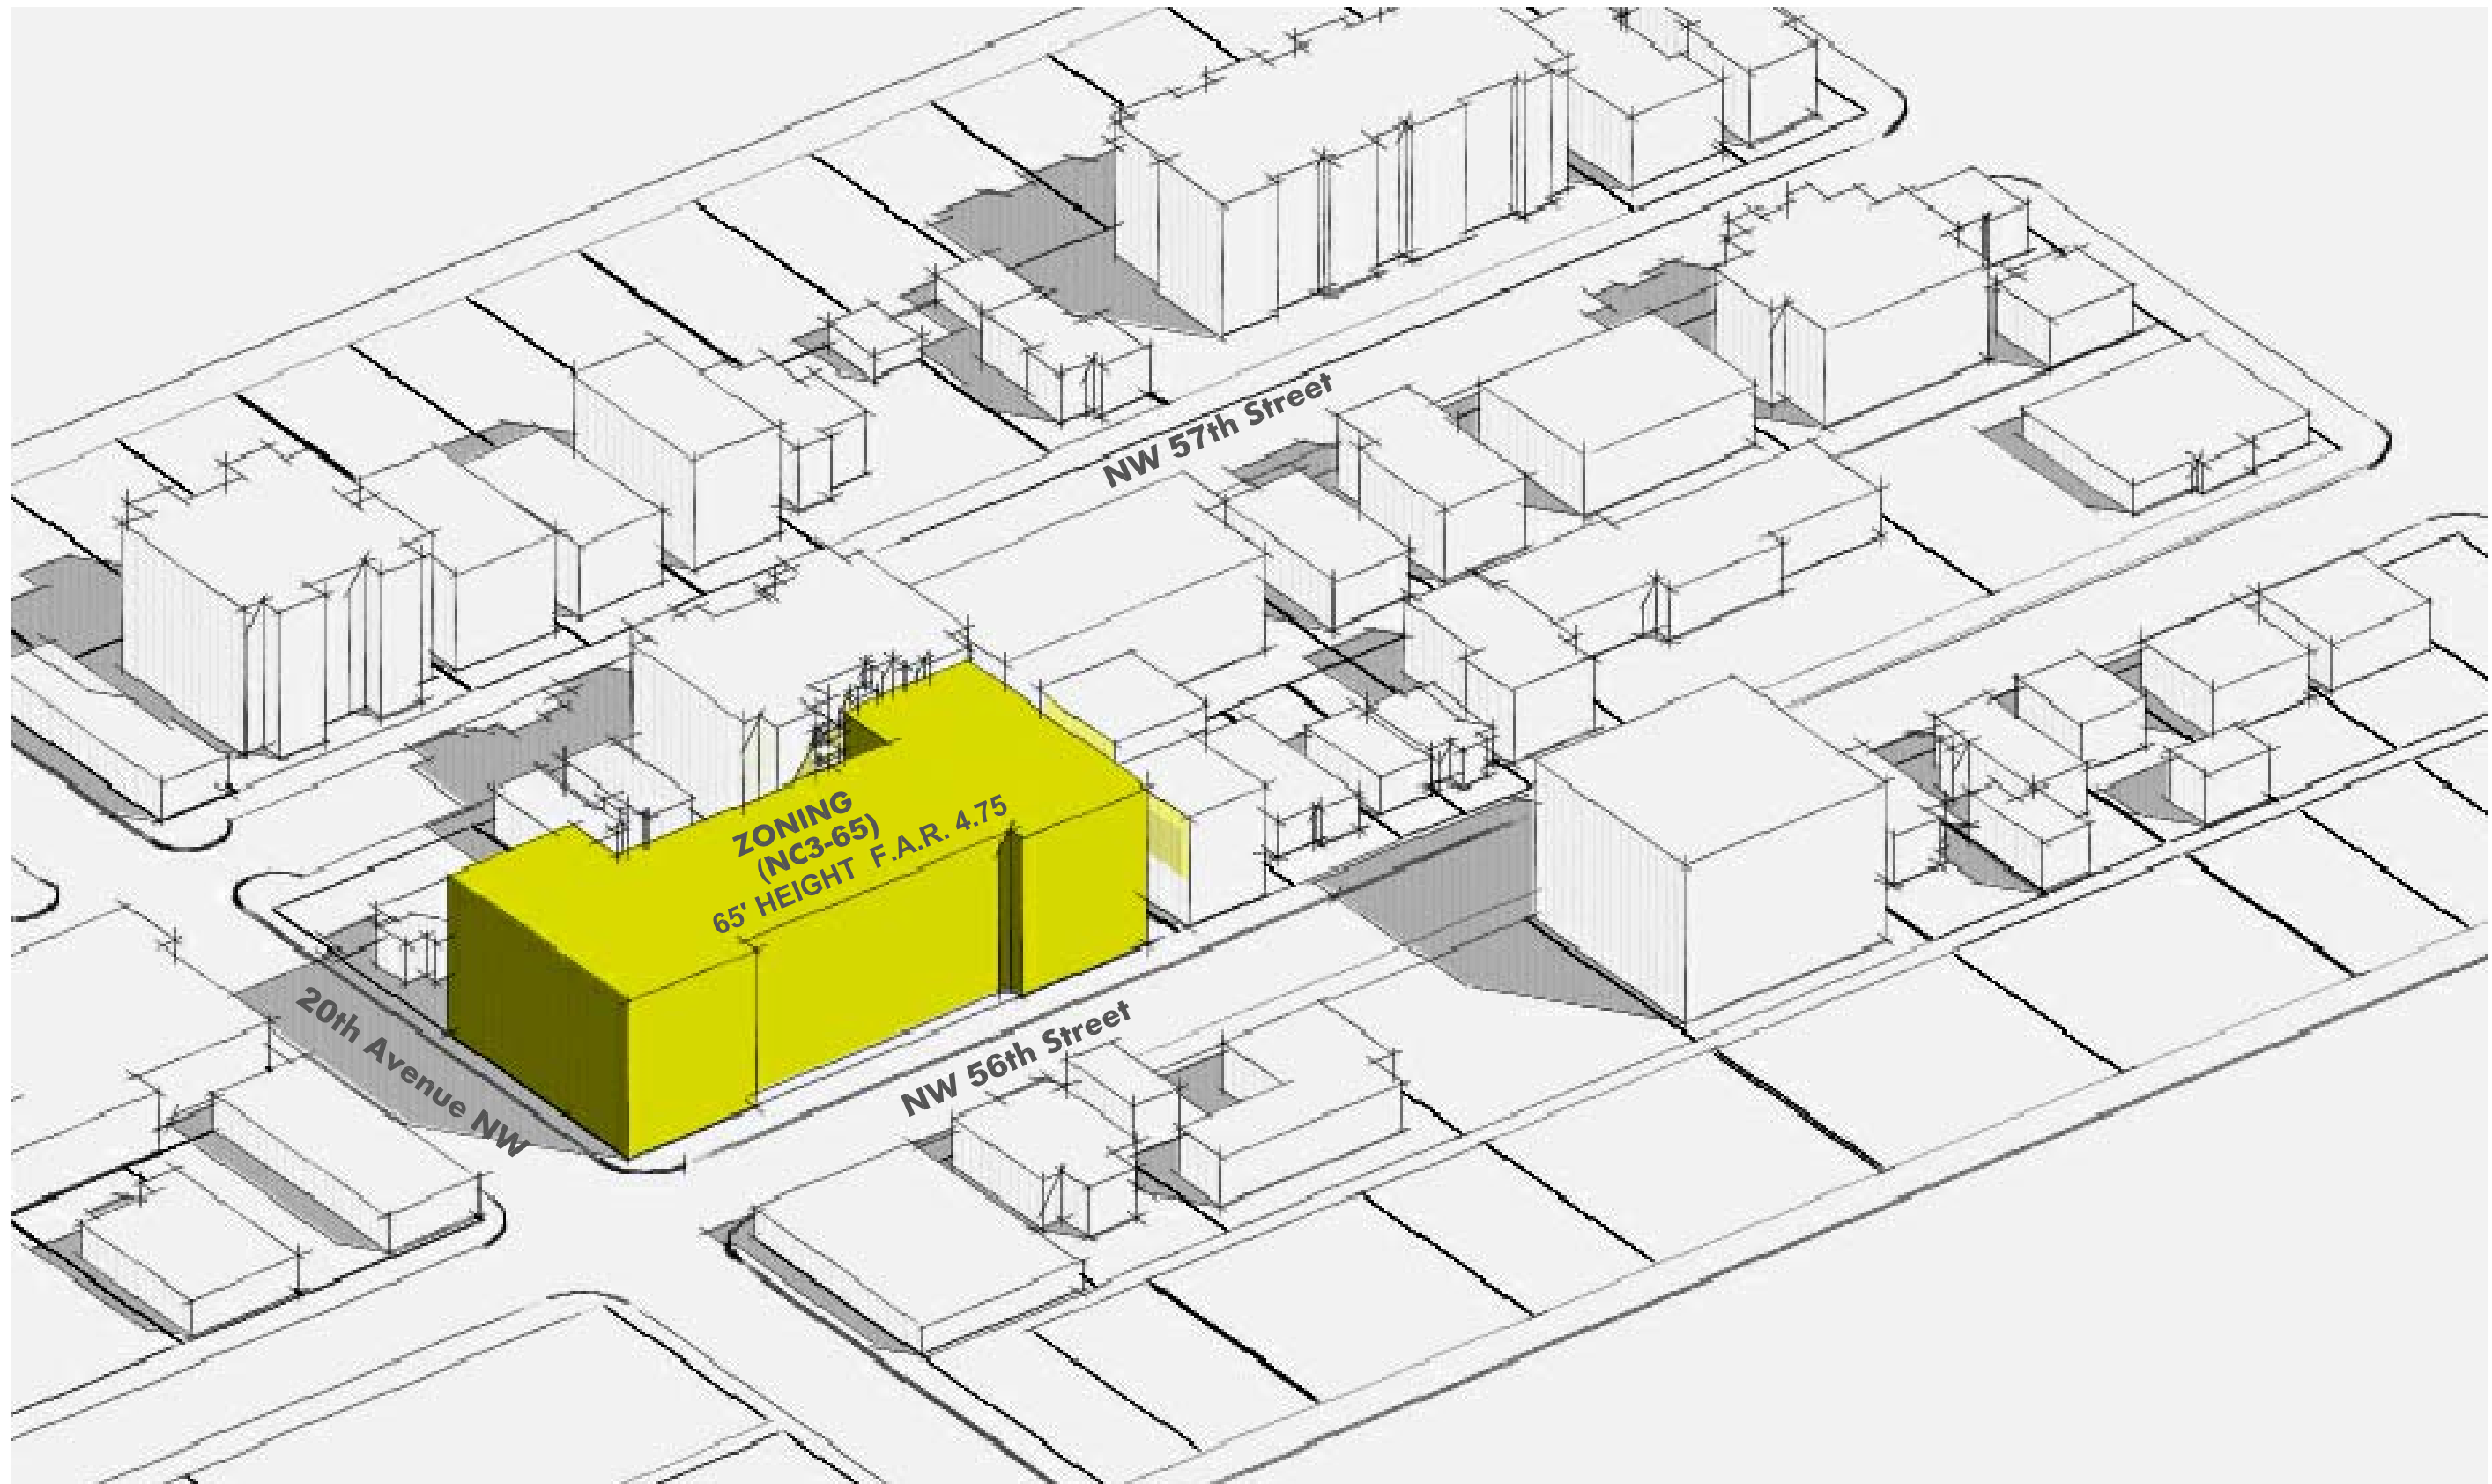 NW 57th Street
ZONING
(NC3-65)
65' HEIGHT F.A.R. 4.75
20th Avenue NW
NW 56th Street